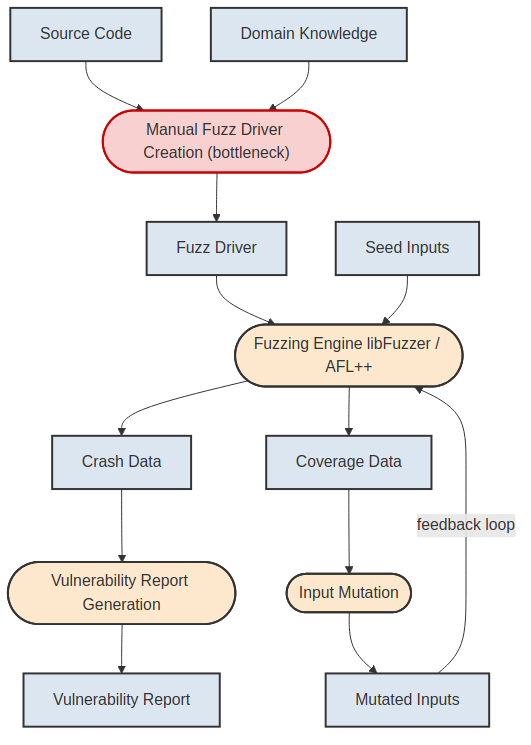 Source Code
Domain Knowledge
Manual Fuzz Driver
Creation (bottleneck)
Fuzz Driver
Seed Inputs
Fuzzing Engine libFuzzer /
AFL++
Crash Data
Coverage Data
feedback loop
Vulnerability Report
Generation
Input Mutation
Vulnerability Report
Mutated Inputs